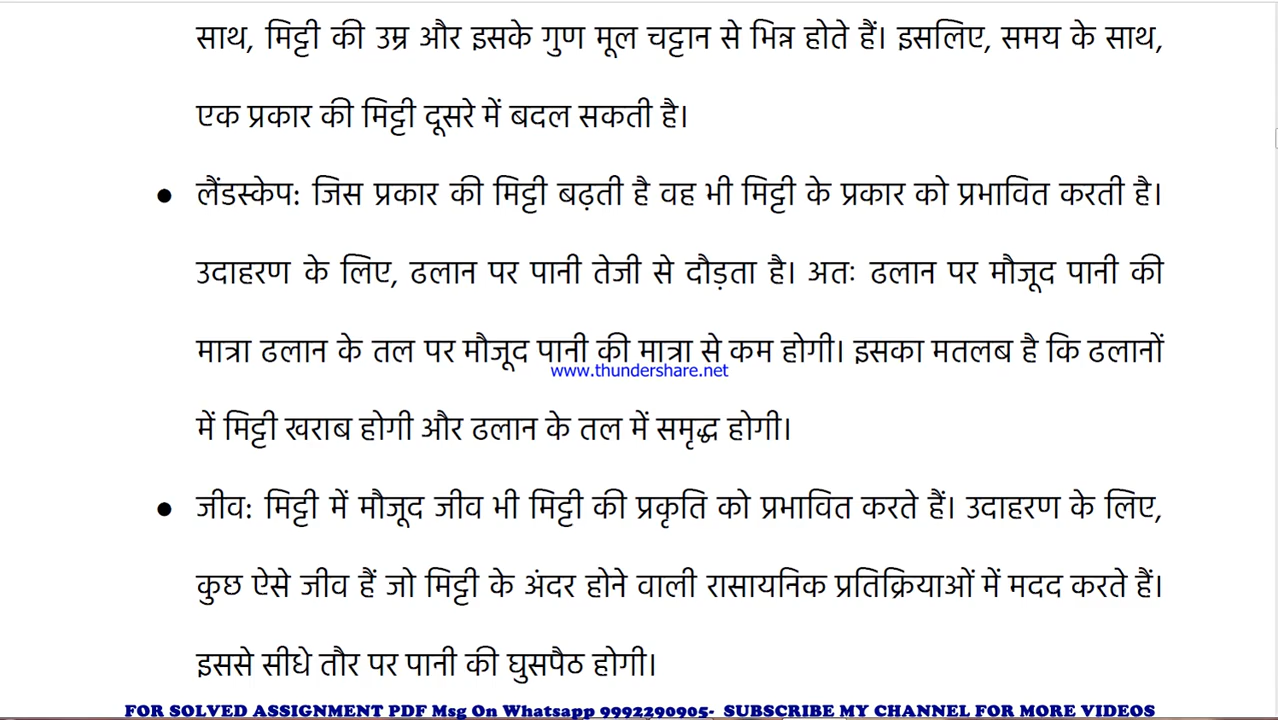 साथ, मिट्टी की उम्र और इसके गुण मूल चट्टान से भिन्न होते हैं। इसलिए, समय के साथ,
एक प्रकार की मिट्टी दूसरे में बदल सकती है।
● लैंडस्केप: जिस प्रकार की मिट्टी बढ़ती है वह भी मिट्टी के प्रकार को प्रभावित करती है।
उदाहरण के लिए, ढलान पर पानी तेजी से दौड़ता है। अतः ढलान पर मौजूद पानी की
मात्रा ढलान के तल पर मौजूद पानी की मात्रा से कम होगी। इसका मतलब है कि ढलानों
www.thundershare.net
में मिट्टी खराब होगी और ढलान के तल में समृद्ध होगी।
● जीव: मिट्टी में मौजूद जीव भी मिट्टी की प्रकृति को प्रभावित करते हैं। उदाहरण के लिए,
कुछ ऐसे जीव हैं जो मिट्टी के अंदर होने वाली रासायनिक प्रतिक्रियाओं में मदद करते हैं।
इससे सीधे तौर पर पानी की घुसपैठ होगी।
FOR SOLVED ASSIGNMENT PDF Msg On Whatsapp 9992290905- SUBSCRIBE MY CHANNEL FOR MORE VIDEOS